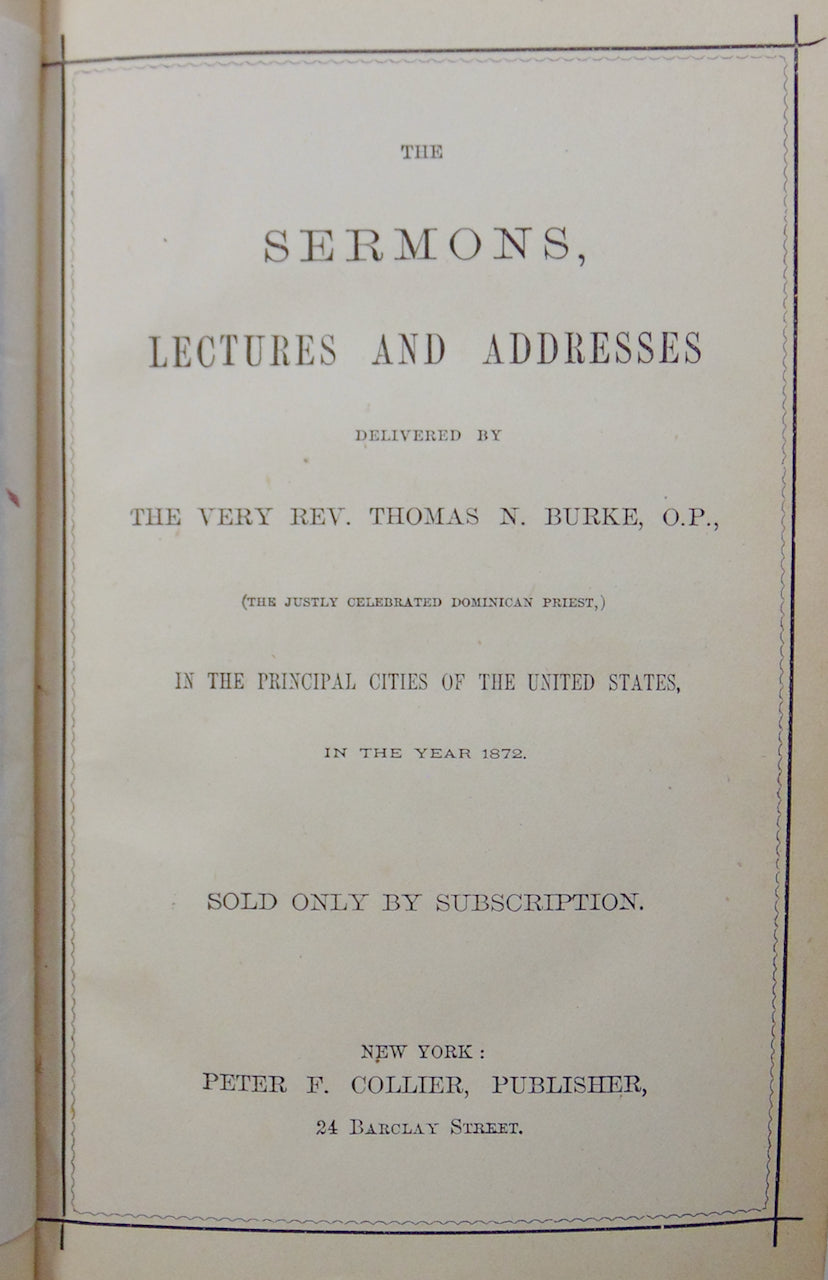 THE
SERMONS,
LECTURES AND ADDRESSES
DELIVERED BY
THE VERY REV. THOMAS N. BURKE, O.P.,
(THE JUSTLY CELEBRATED DOMINICAN PRIEST,)
IN THE PRINCIPAL CITIES OF THE UNITED STATES,
IN THE YEAR 1872.
SOLD ONLY BY SUBSCRIPTION.
NEW YORK :
PETER F. COLLIER, PUBLISHER,
24 BARCLAY STREET.